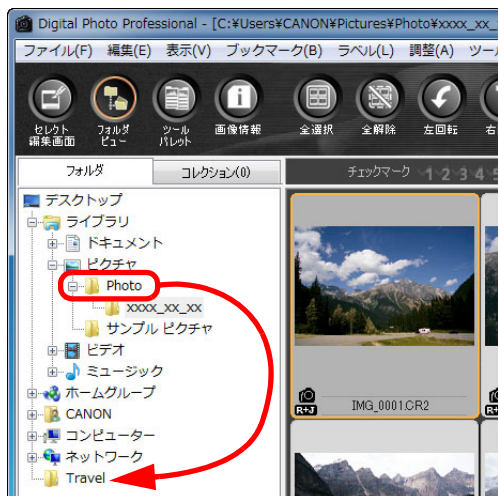 Digital Photo Professional - [C:¥Users¥CANON¥Pictures¥Photo¥xxxx_xx_
ファイル(F) 編集(E) 表示(V) ブックマーク(B) ラベル(L) 調整(A) ツー
セレクト編集画面 フォルダビュー ツールパレット 画像情報 全選択 全解除 左回転 右
フォルダ コレクション(0) チェックマーク 1 2 3 4 5
デスクトップ
ライブラリ
ドキュメント
ピクチャ
Photo
xxxx_xx_xx
サンプル ピクチャ
ビデオ
ミュージック
ホームグループ
CANON
コンピューター
ネットワーク
Travel
R+J IMG_0001.CR2